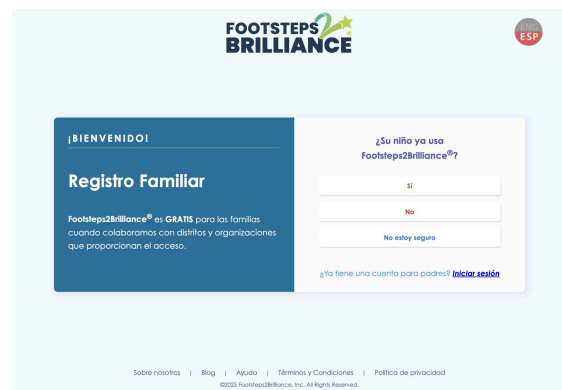 FOOTSTEPS2
BRILLIANCE
ENG
ESP
¡BIENVENIDO!
Registro Familiar
Footsteps2Brilliance® es GRATIS para las familias
cuando colaboramos con distritos y organizaciones
que proporcionan el acceso.
¿Su niño ya usa
Footsteps2Brilliance®?
Sí
No
No estoy seguro
¿Ya tiene una cuenta para padres? Iniciar sesión
Sobre nosotros | Blog | Ayuda | Términos y Condiciones | Política de privacidad
©2025 Footsteps2Brilliance, Inc. All Rights Reserved.